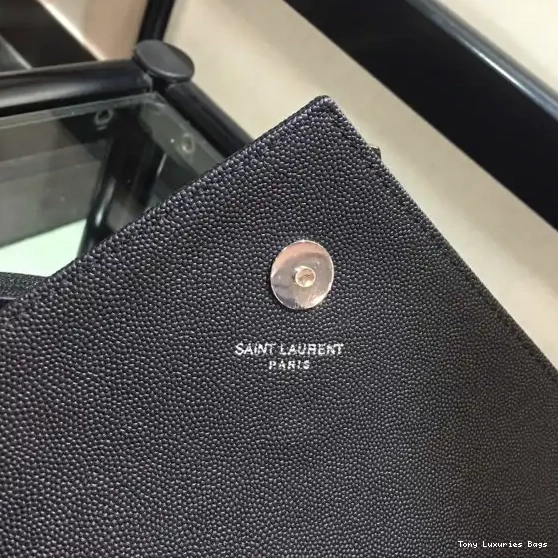 SAINT LAURENT
PARIS
Tony Luxuries Bags